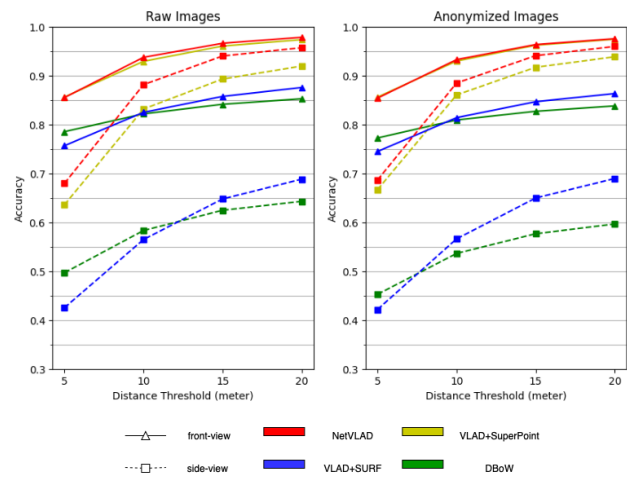 Raw Images
Anonymized Images
1.0
0.9
0.8
0.7
0.6
0.5
0.4
0.3
Accuracy
5
10
15
20
Distance Threshold (meter)
1.0
0.9
0.8
0.7
0.6
0.5
0.4
0.3
Accuracy
5
10
15
20
Distance Threshold (meter)
front-view
NetVLAD
VLAD+SuperPoint
side-view
VLAD+SURF
DBoW